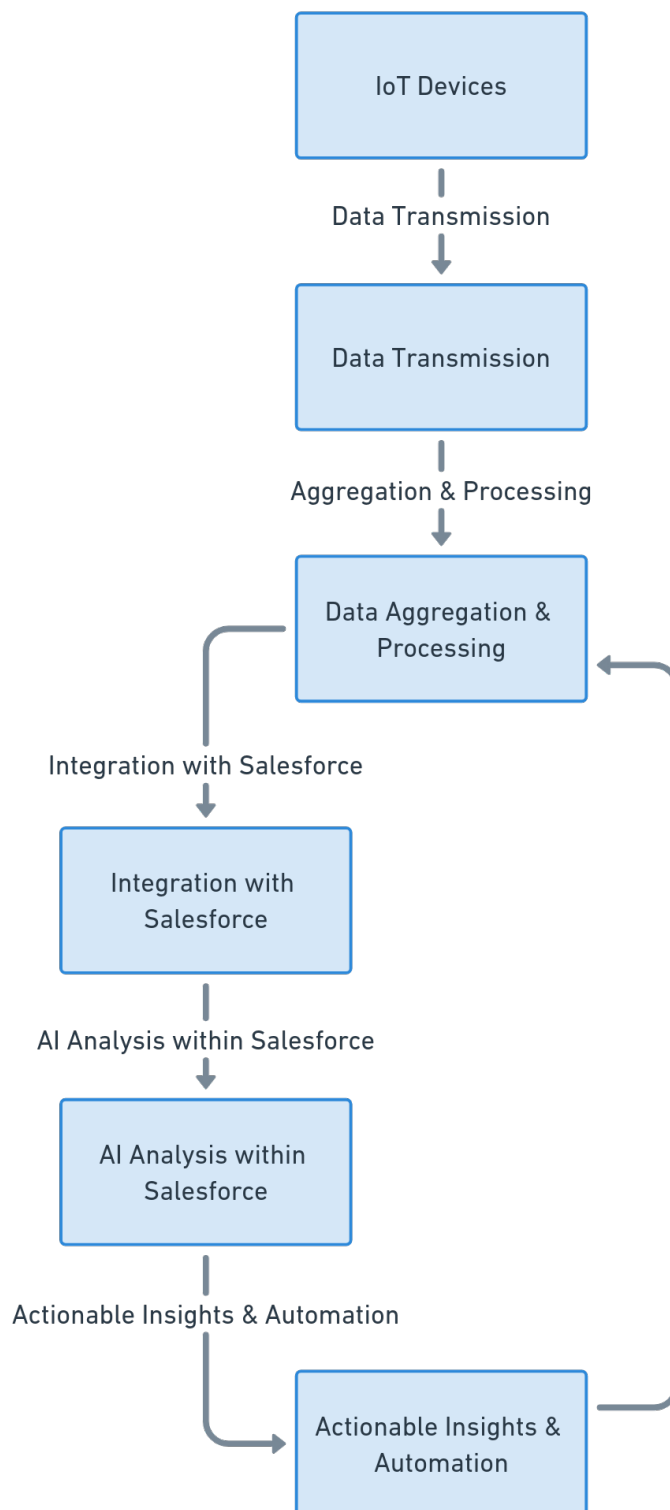 IoT Devices
Data Transmission
Data Transmission
Aggregation & Processing
Data Aggregation &
Processing
Integration with Salesforce
Integration with
Salesforce
AI Analysis within Salesforce
AI Analysis within
Salesforce
Actionable Insights & Automation
Actionable Insights &
Automation